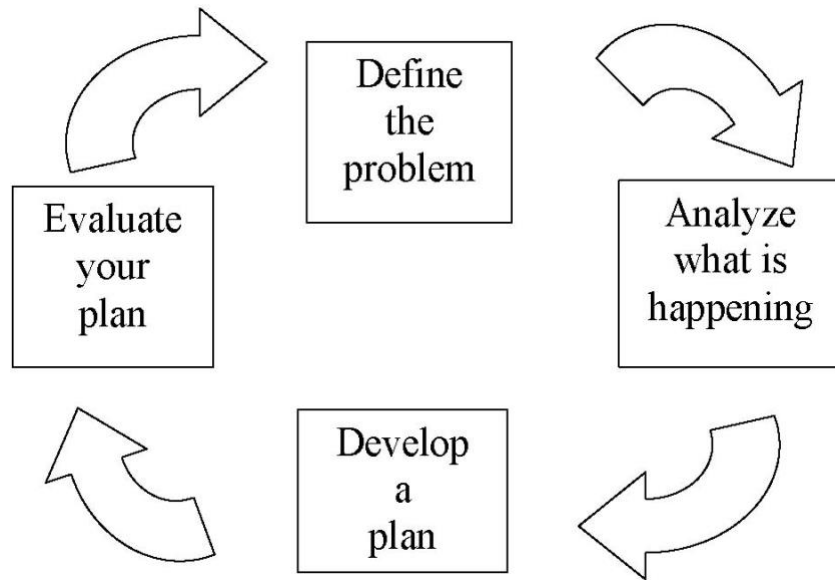 Define
the
problem
Analyze
what is
happening
Develop
a
plan
Evaluate
your
plan